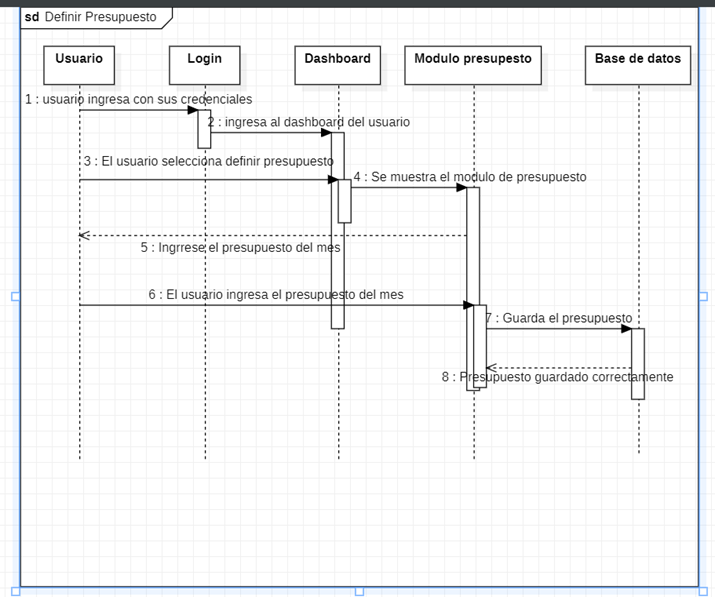 sd Definir Presupuesto
Usuario
Login
Dashboard
Modulo presupesto
Base de datos
1 : usuario ingresa con sus credenciales
2 : ingresa al dashboard del usuario
3 : El usuario selecciona definir presupuesto
4 : Se muestra el modulo de presupuesto
5 : Ingrrese el presupuesto del mes
6 : El usuario ingresa el presupuesto del mes
7 : Guarda el presupuesto
8 : Presupuesto guardado correctamente